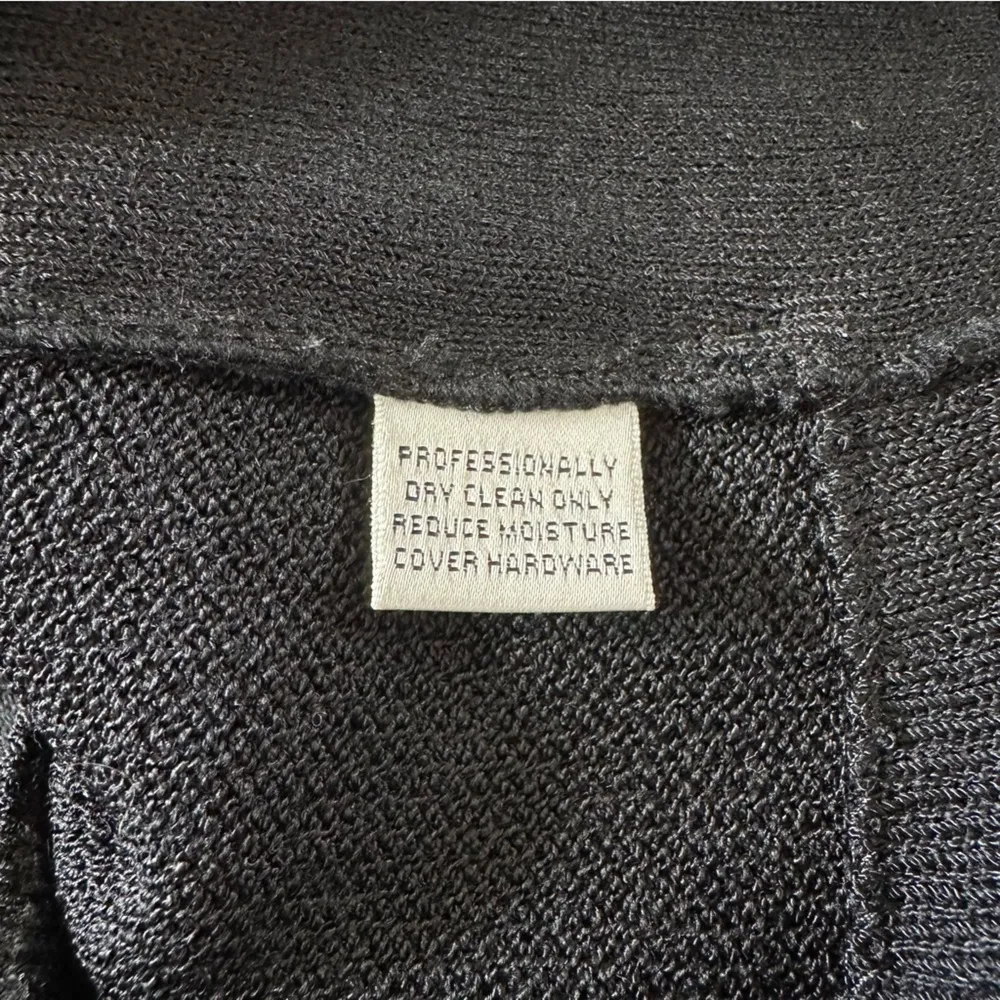 PROFESSIONALLY
DRY CLEAN ONLY
REDUCE MOISTURE
COVER HARDWARE